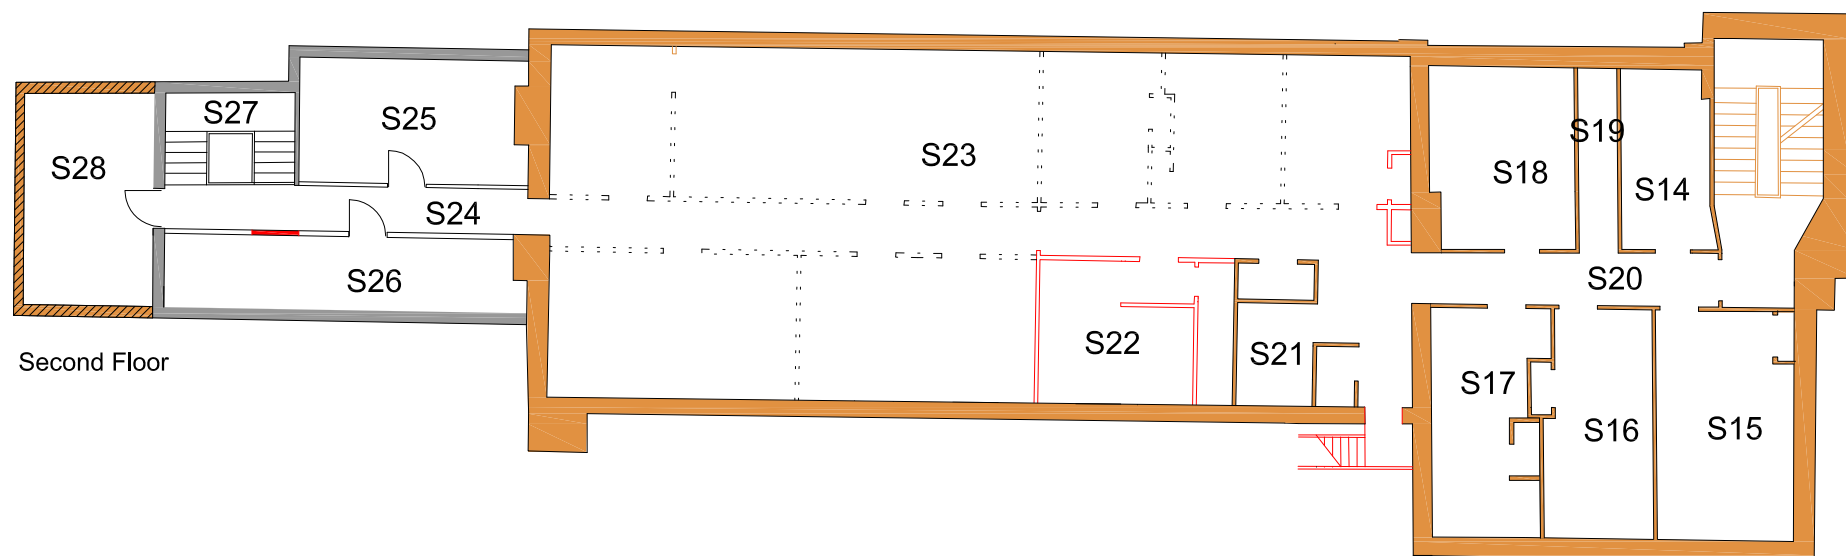 S27
S25
S28
S24
S26
Second Floor
S23
S22
S21
S19
S18
S14
S20
S17
S16
S15